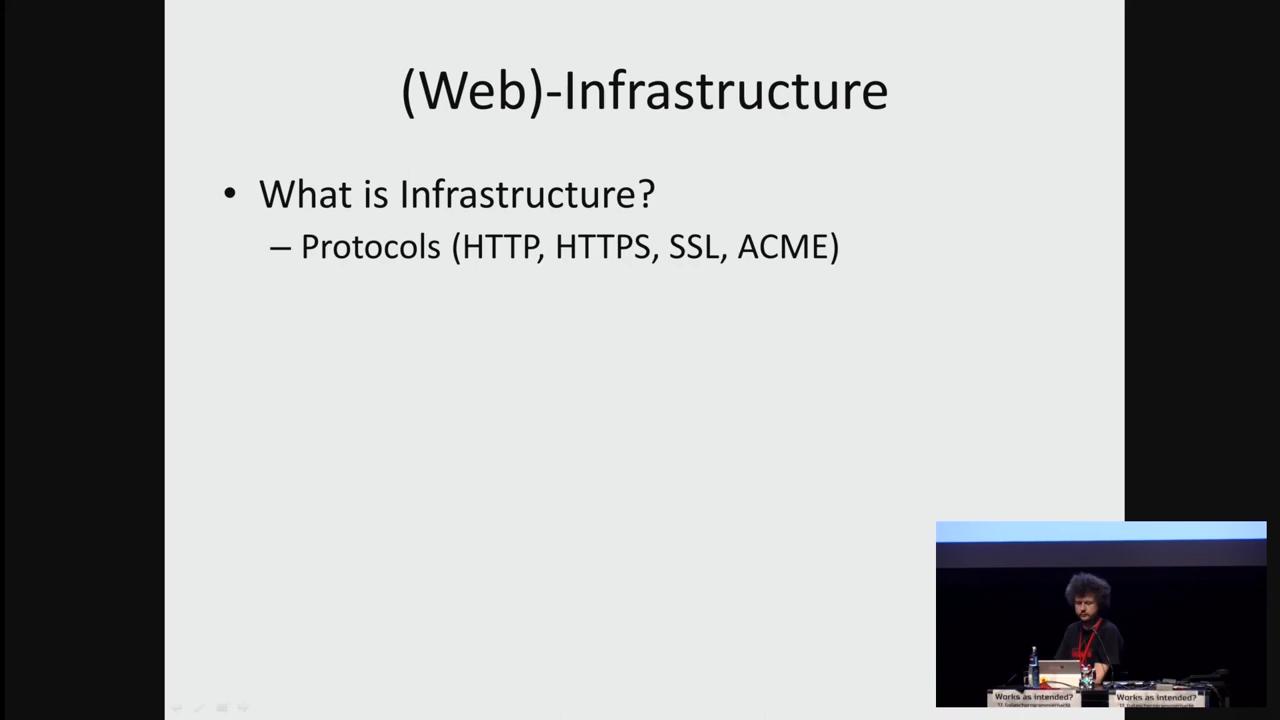 (Web)-Infrastructure
• What is Infrastructure?
– Protocols (HTTP, HTTPS, SSL, ACME)
Works as intended?
Works as intended?